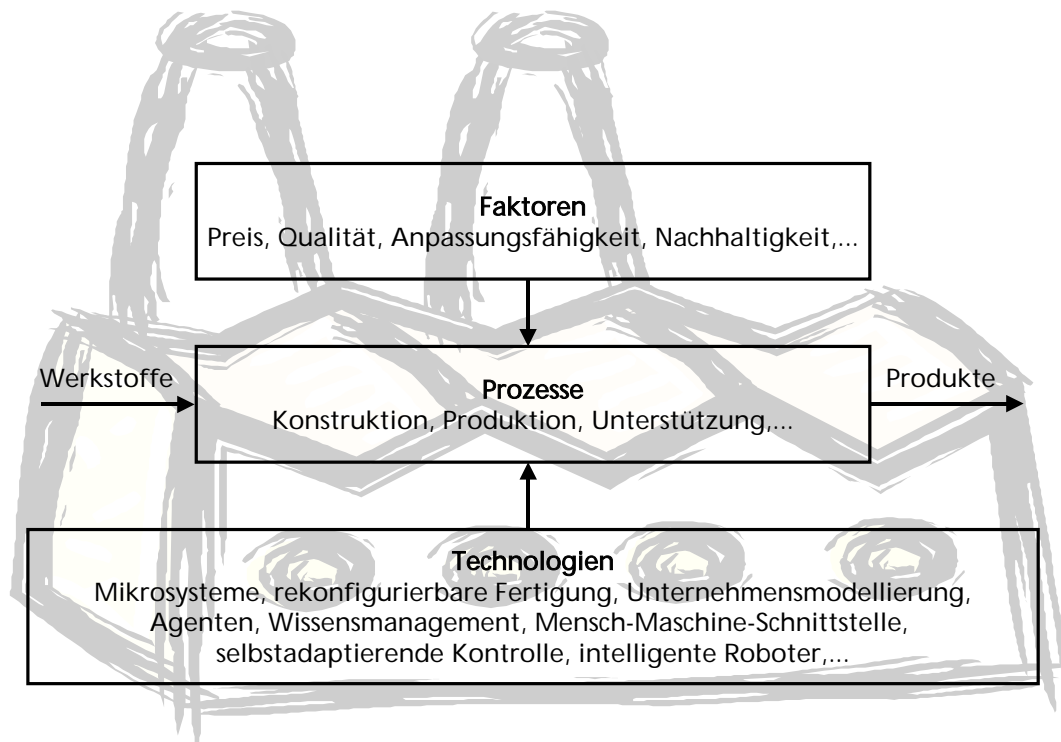 Faktoren
Preis, Qualität, Anpassungsfähigkeit, Nachhaltigkeit,...
Werkstoffe
Prozesse
Konstruktion, Produktion, Unterstützung,...
Produkte
Technologien
Mikrosysteme, rekonfigurierbare Fertigung, Unternehmensmodellierung,
Agenten, Wissensmanagement, Mensch-Maschine-Schnittstelle,
selbstadaptierende Kontrolle, intelligente Roboter,...